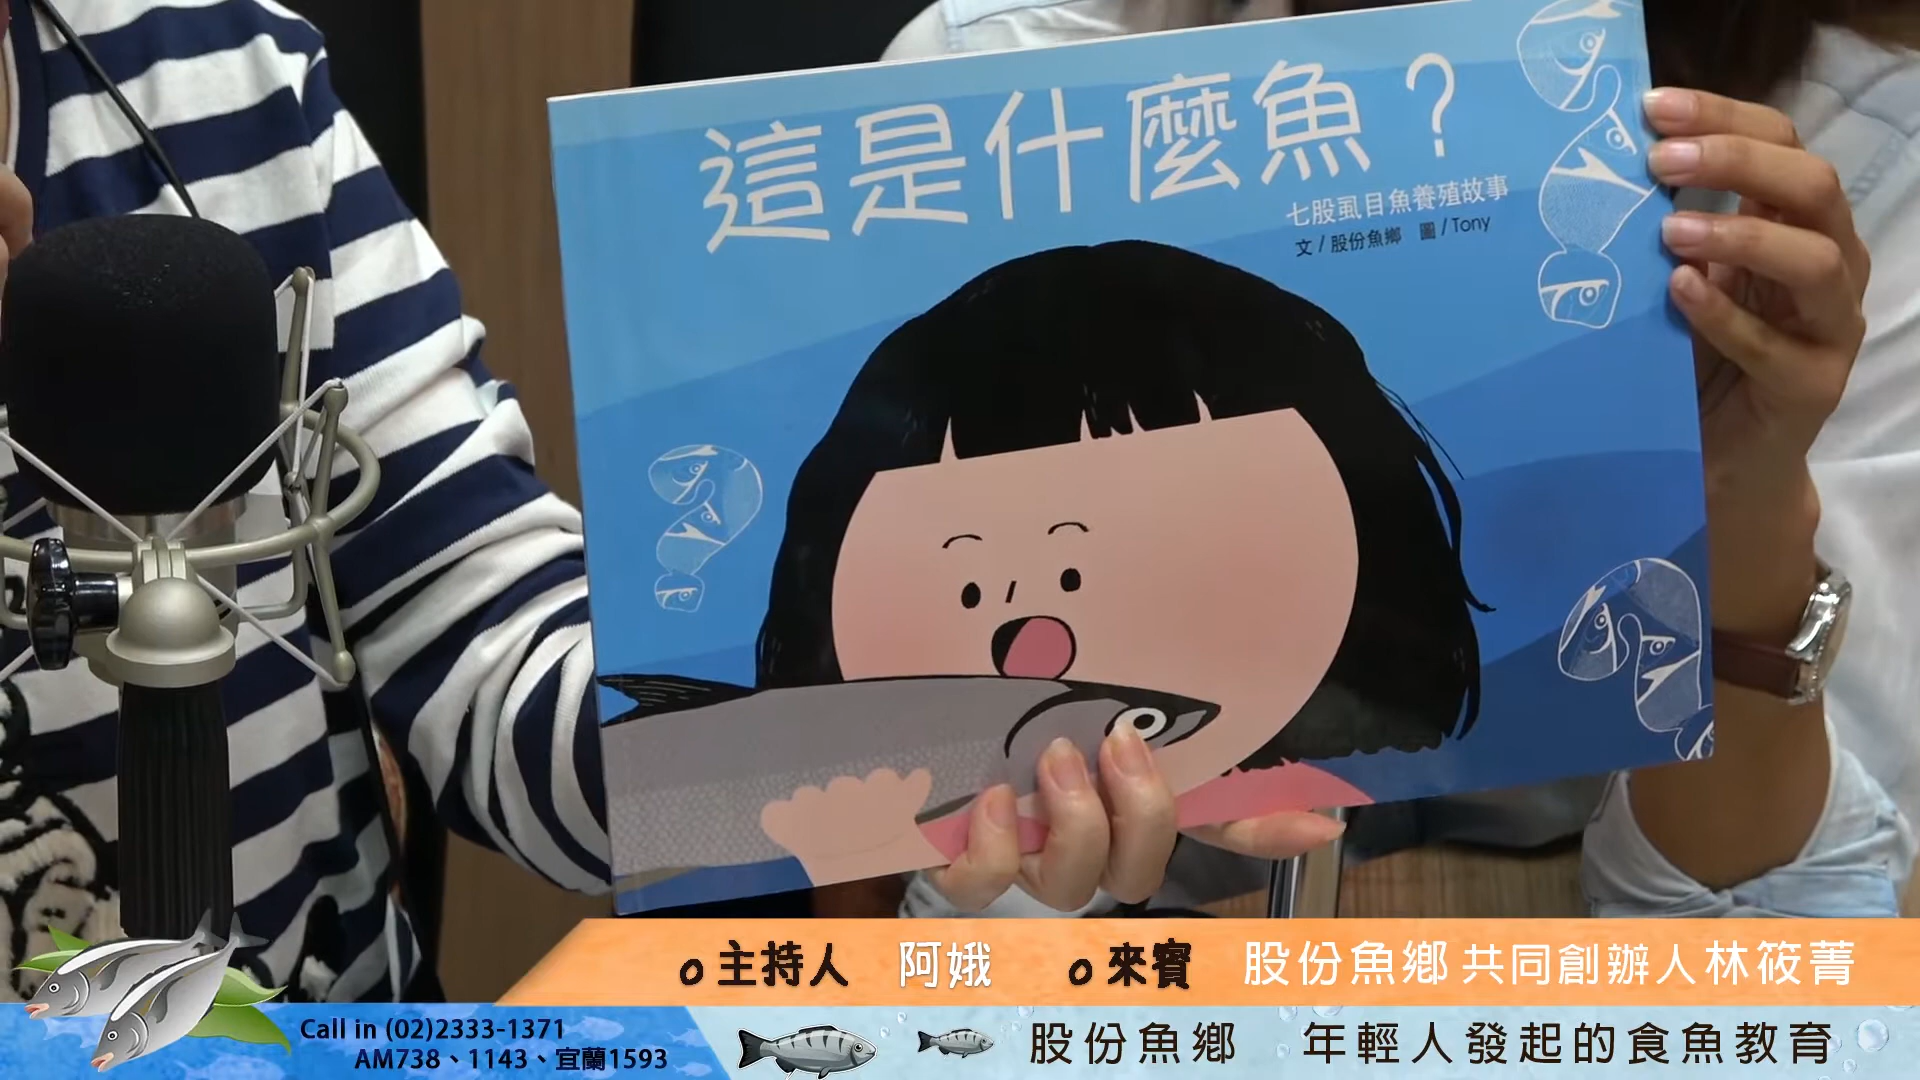 這是什麼魚？
七股虱目魚養殖故事
文/股份魚鄉 圖/Tony
主持人 阿娥 來賓 股份魚鄉 共同創辦人林筱菁
Call in (02)2333-1371
AM738、1143、宜蘭1593
股份魚鄉 年輕人發起的食魚教育